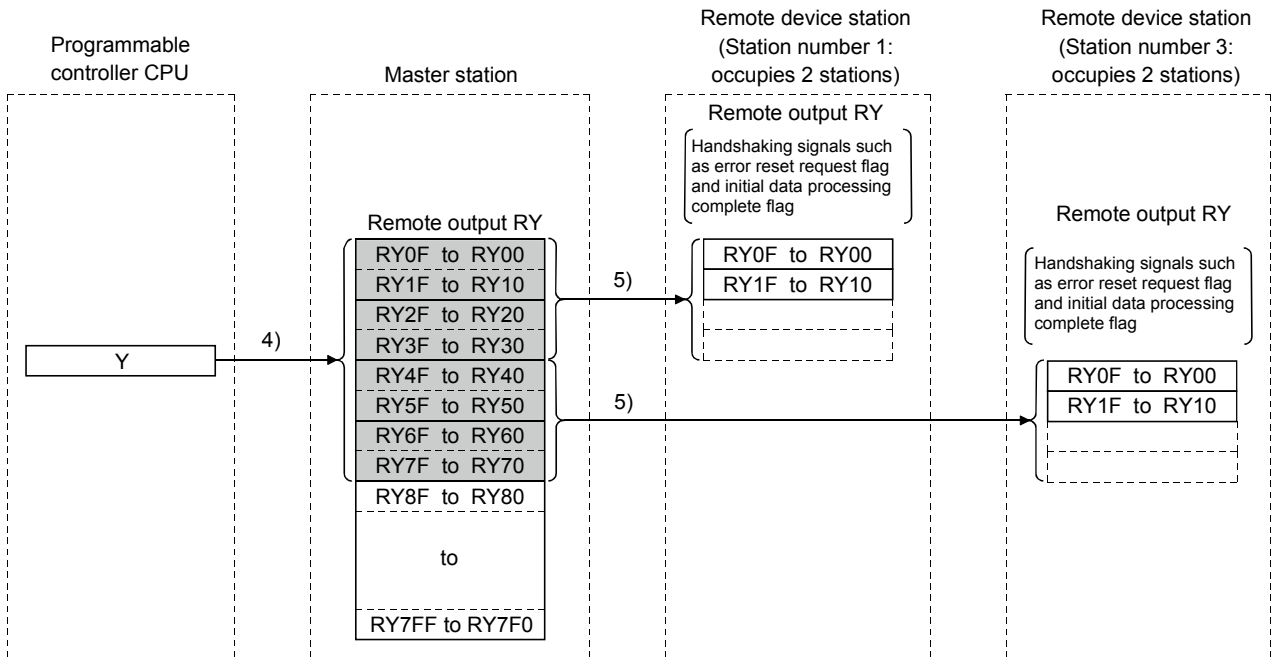 Programmable
controller CPU
Y
4)
Master station
Remote output RY
RY0F to RY00
RY1F to RY10
RY2F to RY20
RY3F to RY30
RY4F to RY40
RY5F to RY50
RY6F to RY60
RY7F to RY70
RY8F to RY80
to
RY7FF to RY7F0
5)
5)
Remote device station
(Station number 1:
occupies 2 stations)
Remote output RY
Handshaking signals such
as error reset request flag
and initial data processing
complete flag
RY0F to RY00
RY1F to RY10
Remote device station
(Station number 3:
occupies 2 stations)
Remote output RY
Handshaking signals such
as error reset request flag
and initial data processing
complete flag
RY0F to RY00
RY1F to RY10